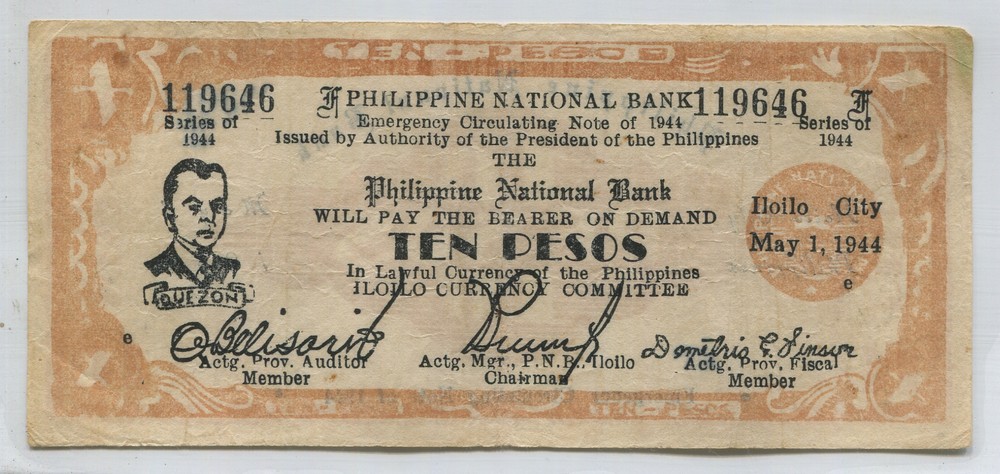 119646 F PHILIPPINE NATIONAL BANK 119646 F
Series of 1944
Emergency Circulating Note of 1944
Series of 1944
Issued by Authority of the President of the Philippines
THE
Philippine National Bank
WILL PAY THE BEARER ON DEMAND
TEN PESOS
Iloilo City
May 1, 1944
In Lawful Currency of the Philippines
ILOILO CURRENCY COMMITTEE
QUEZON
e
e
Actg. Prov. Auditor
Member
Actg. Mgr., P.N.B., Iloilo
Chairman
Actg. Prov. Fiscal
Member